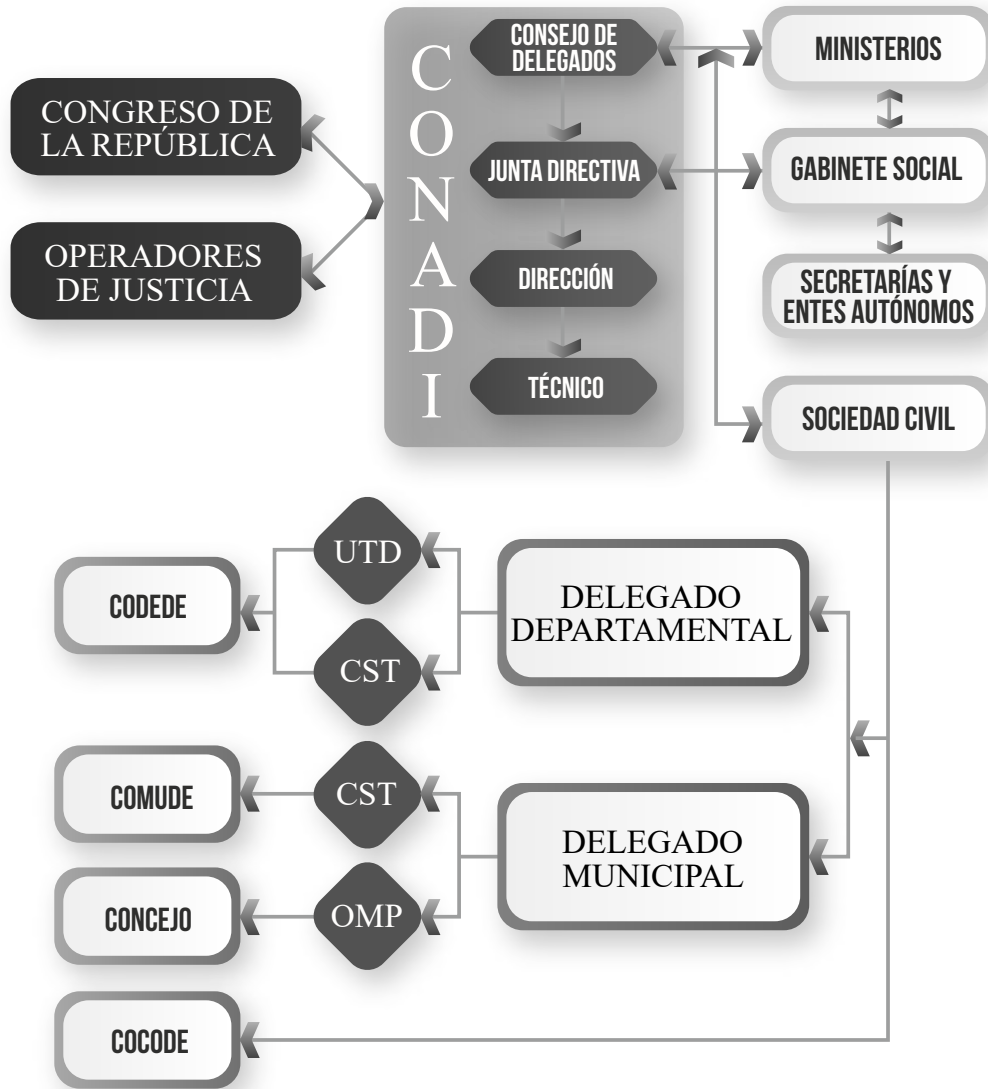 CONGRESO DE
LA REPÚBLICA
OPERADORES
DE JUSTICIA
CONADI
CONSEJO DE
DELEGADOS
JUNTA DIRECTIVA
DIRECCIÓN
TÉCNICO
MINISTERIOS
GABINETE SOCIAL
SECRETARÍAS Y
ENTES AUTÓNOMOS
SOCIEDAD CIVIL
DELEGADO
DEPARTAMENTAL
UTD
CST
CODEDE
DELEGADO
MUNICIPAL
CST
OMP
COMUDE
CONCEJO
COCODE